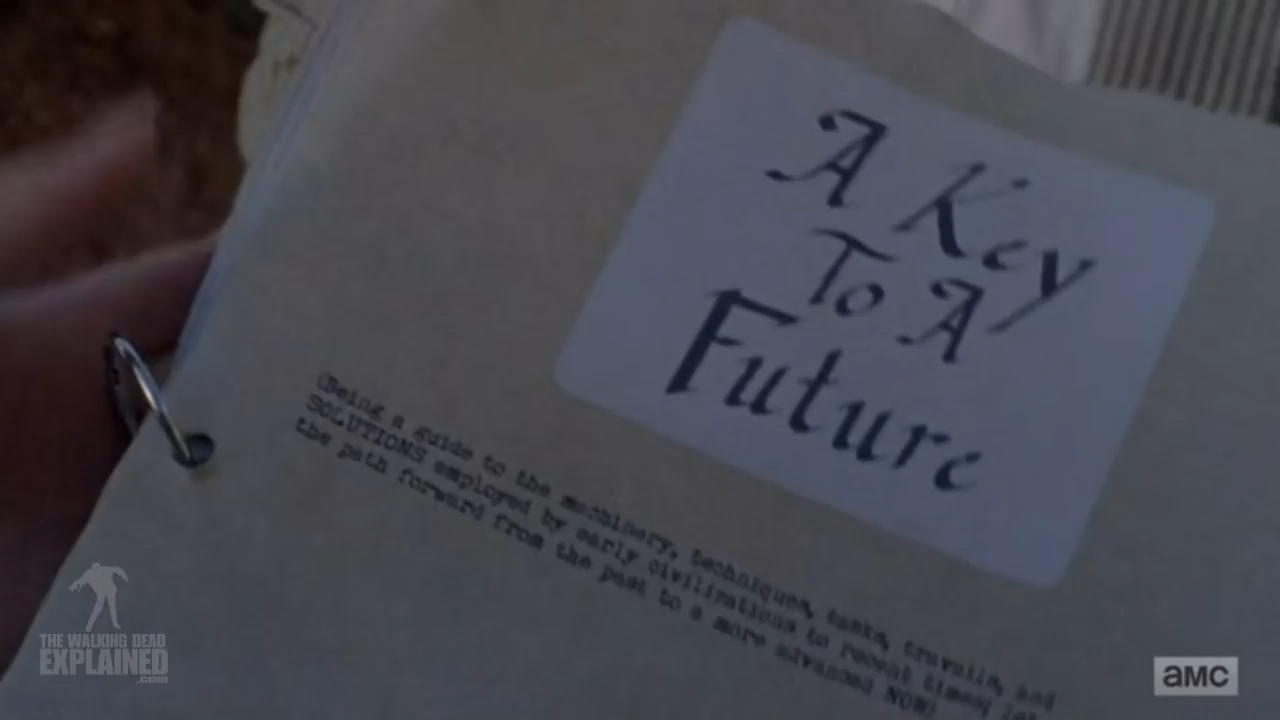 A Key
To A
Future
(Being a guide to the machinery, techniques, tasks, travails, and
SOLUTIONS employed by early civilizations to recent times;
the path forward from the past to a more advanced NOW)
THE WALKING DEAD
EXPLAINED
.com
amc